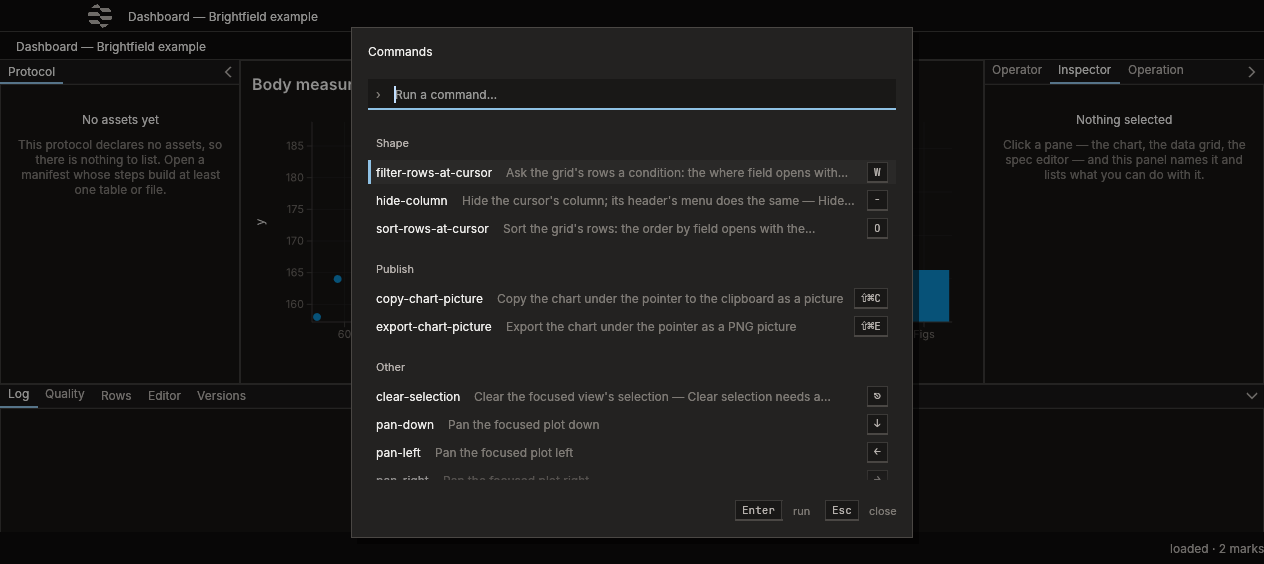 Dashboard — Brightfield example
Dashboard — Brightfield example
Protocol
No assets yet
This protocol declares no assets, so
there is nothing to list. Open a
manifest whose steps build at least
one table or file.
Body measur
185
180
175
170
165
160
y
60
Figs
Commands
› Run a command...
Shape
filter-rows-at-cursor Ask the grid's rows a condition: the where field opens with... W
hide-column Hide the cursor's column; its header's menu does the same — Hide... -
sort-rows-at-cursor Sort the grid's rows: the order by field opens with the... O
Publish
copy-chart-picture Copy the chart under the pointer to the clipboard as a picture ⇧⌘C
export-chart-picture Export the chart under the pointer as a PNG picture ⇧⌘E
Other
clear-selection Clear the focused view's selection — Clear selection needs a...
pan-down Pan the focused plot down ↓
pan-left Pan the focused plot left ←
pan-right Pan the focused plot right →
Enter run Esc close
Operator Inspector Operation
Nothing selected
Click a pane — the chart, the data grid, the
spec editor — and this panel names it and
lists what you can do with it.
Log Quality Rows Editor Versions
loaded · 2 marks